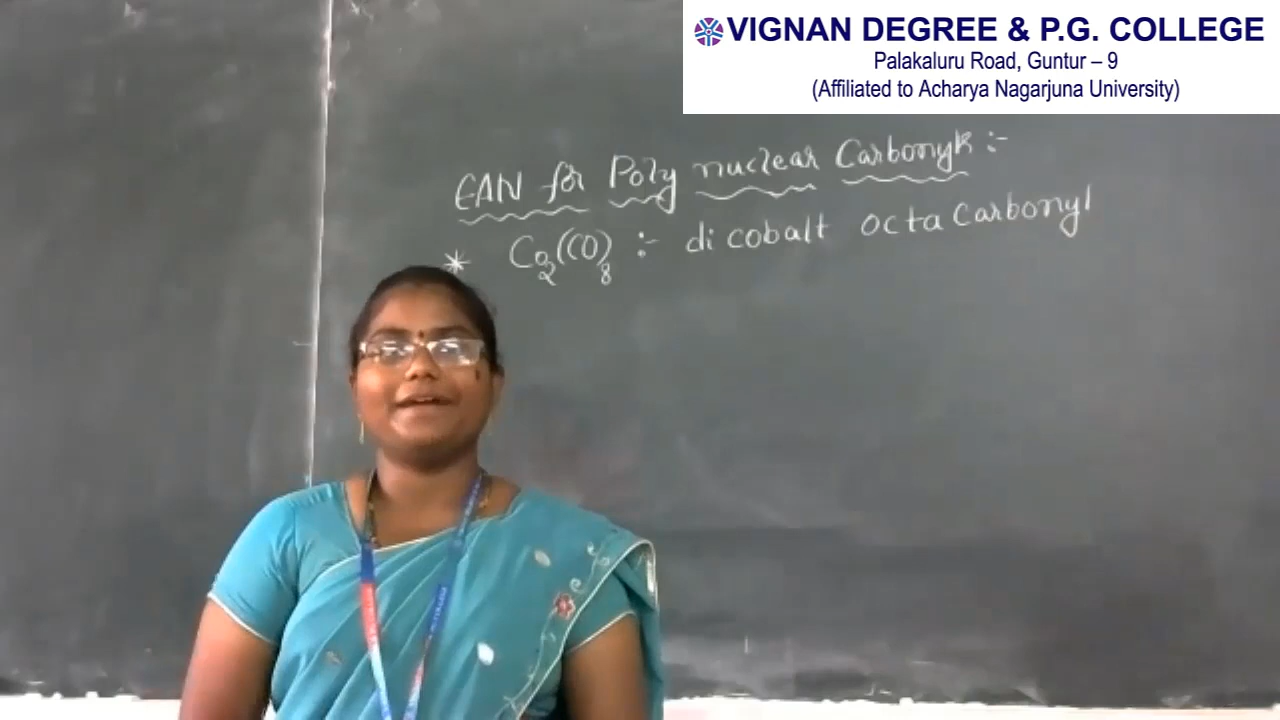 VIGNAN DEGREE & P.G. COLLEGE
Palakaluru Road, Guntur – 9
(Affiliated to Acharya Nagarjuna University)
EAN for Poly nuclear Carbonyls :-
* Co₂(CO)₈ :- di cobalt octa Carbonyl